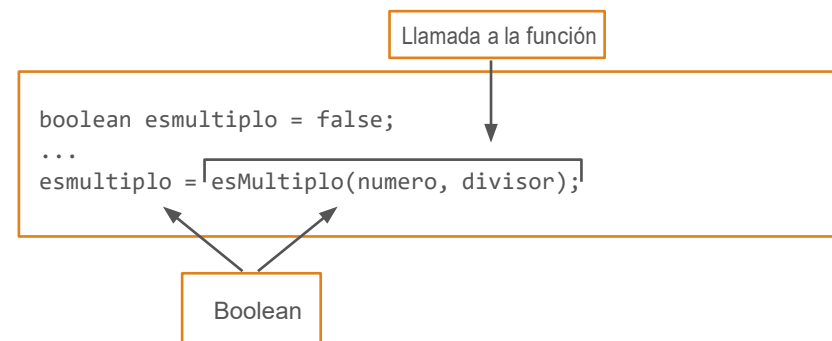 Llamada a la función
boolean esmultiplo = false;
...
esmultiplo = esMultiplo(numero, divisor);
Boolean